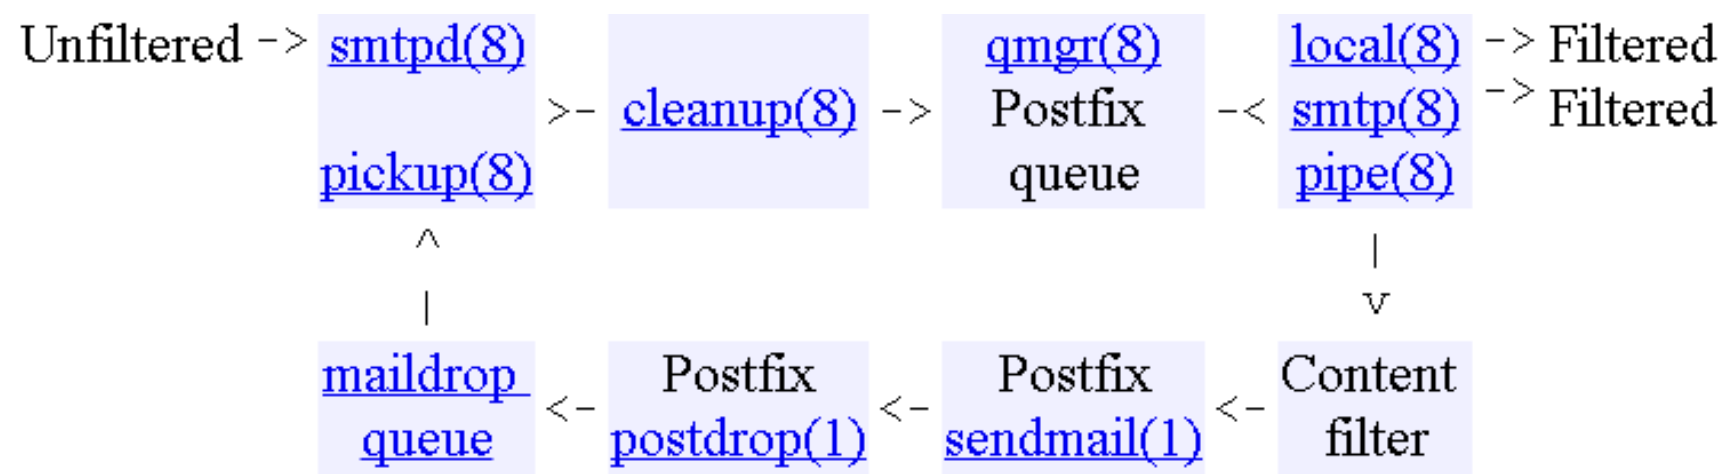 Unfiltered -> smtpd(8) qmgr(8) local(8) -> Filtered
>- cleanup(8) -> Postfix -< smtp(8) -> Filtered
pickup(8) queue pipe(8)
^ |
| v
maildrop Postfix Postfix Content
<- <- <-
queue postdrop(1) sendmail(1) filter